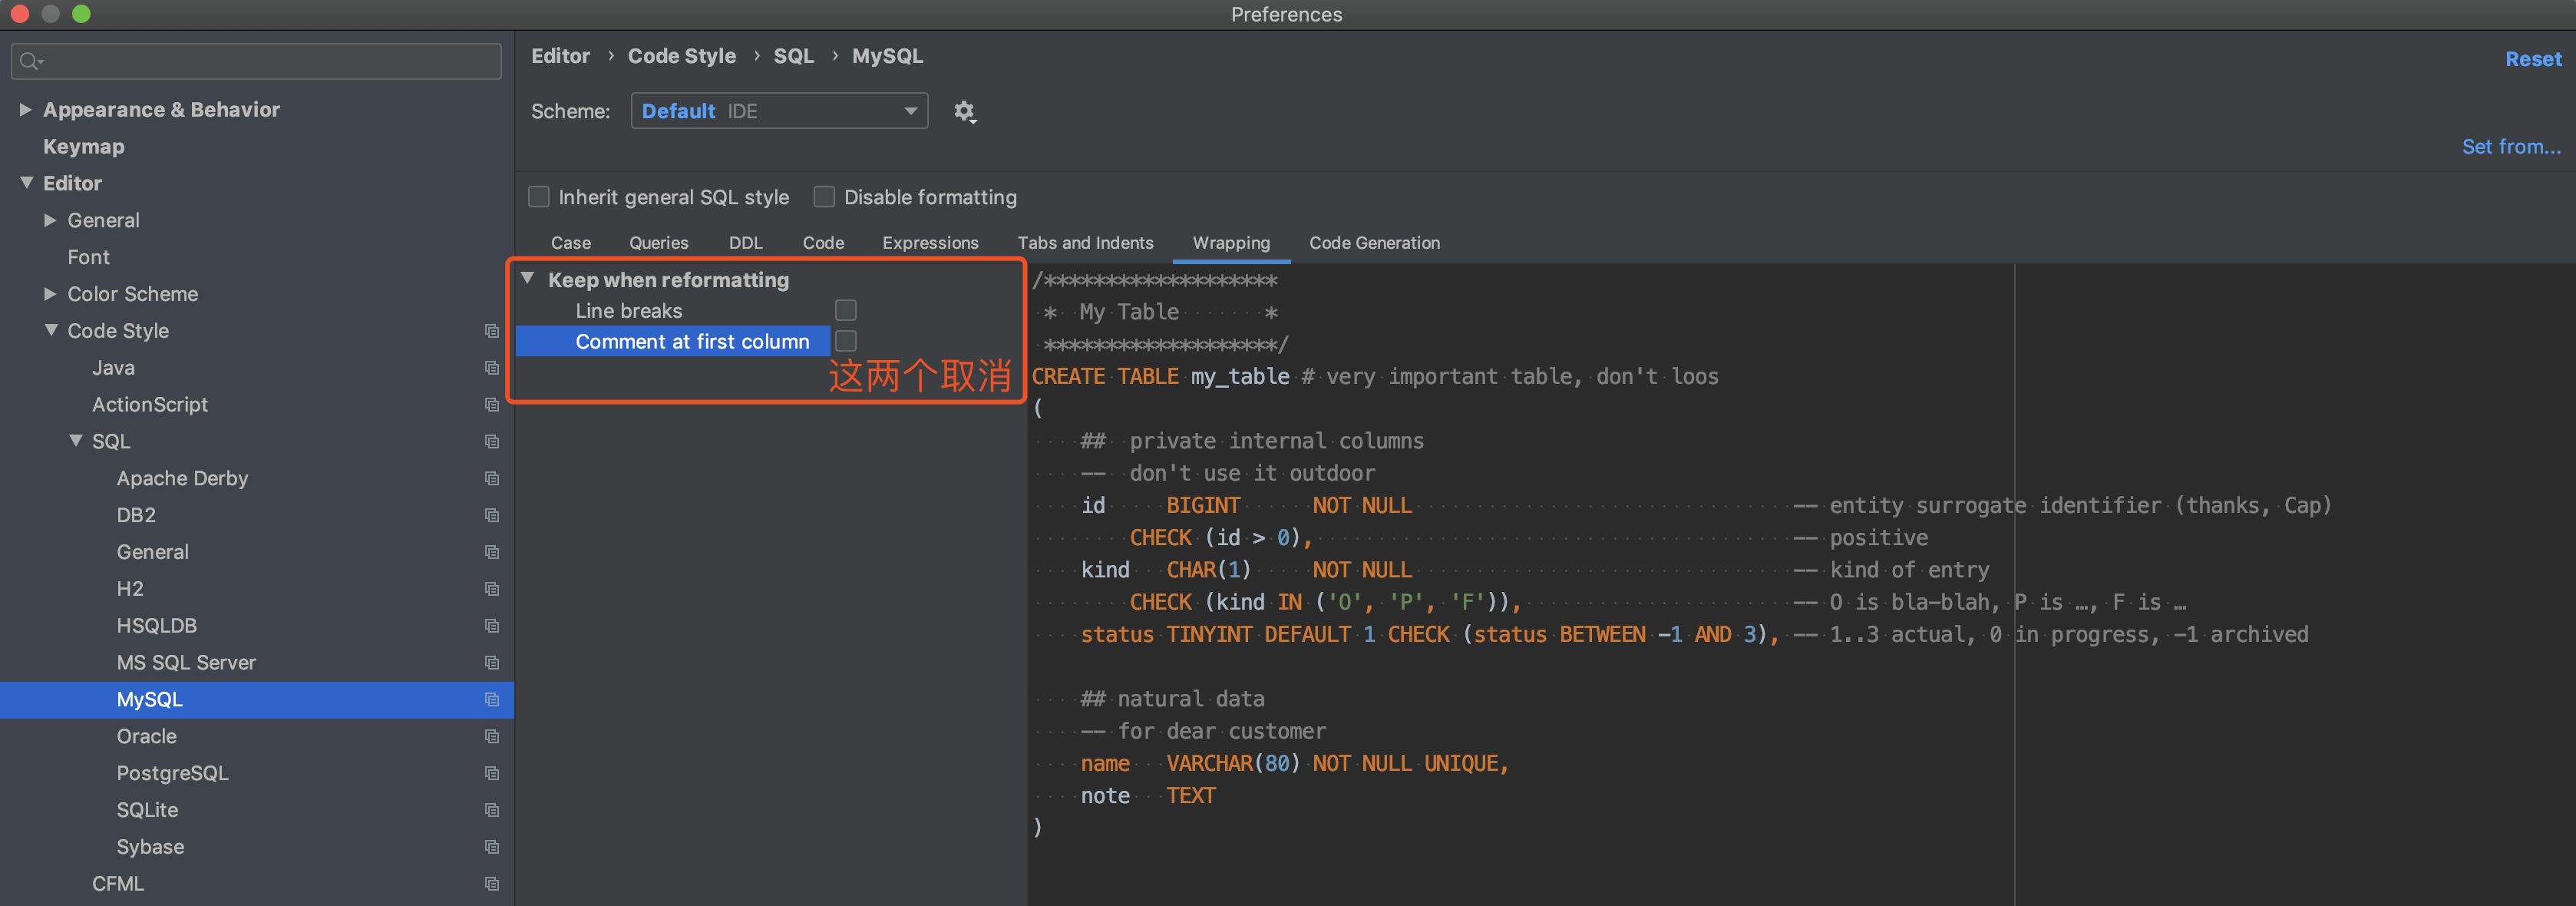 Preferences
Editor › Code Style › SQL › MySQL
Reset
Scheme: Default IDE
Set from...
Appearance & Behavior
Keymap
Editor
General
Font
Color Scheme
Code Style
Java
ActionScript
SQL
Apache Derby
DB2
General
H2
HSQLDB
MS SQL Server
MySQL
Oracle
PostgreSQL
SQLite
Sybase
CFML
Inherit general SQL style Disable formatting
Case Queries DDL Code Expressions Tabs and Indents Wrapping Code Generation
Keep when reformatting
Line breaks
Comment at first column
这两个取消
/*******************
* My Table *
*******************/
CREATE TABLE my_table # very important table, don't loos
(
## private internal columns
-- don't use it outdoor
id BIGINT NOT NULL -- entity surrogate identifier (thanks, Cap)
CHECK (id > 0), -- positive
kind CHAR(1) NOT NULL -- kind of entry
CHECK (kind IN ('O', 'P', 'F')), -- O is bla-blah, P is …, F is …
status TINYINT DEFAULT 1 CHECK (status BETWEEN -1 AND 3), -- 1..3 actual, 0 in progress, -1 archived
## natural data
-- for dear customer
name VARCHAR(80) NOT NULL UNIQUE,
note TEXT
)